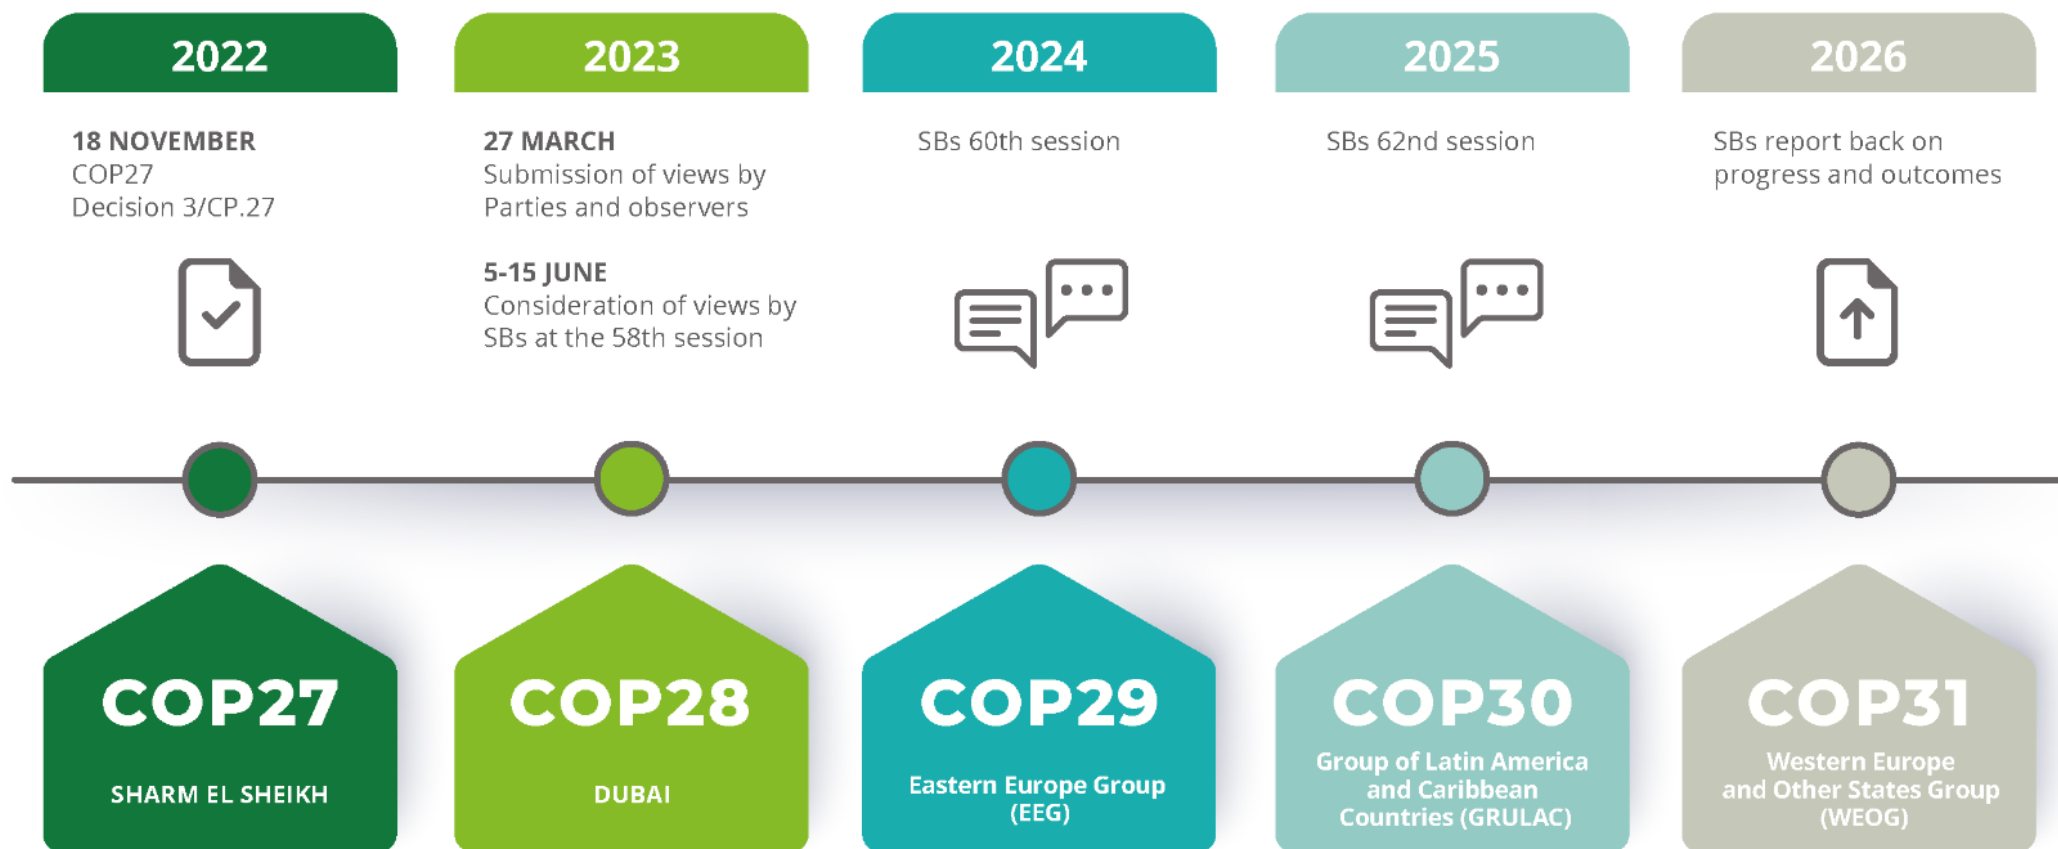 2022
18 NOVEMBER
COP27
Decision 3/CP.27
2023
27 MARCH
Submission of views by
Parties and observers
5-15 JUNE
Consideration of views by
SBs at the 58th session
2024
SBs 60th session
2025
SBs 62nd session
2026
SBs report back on
progress and outcomes
COP27
SHARM EL SHEIKH
COP28
DUBAI
COP29
Eastern Europe Group
(EEG)
COP30
Group of Latin America
and Caribbean
Countries (GRULAC)
COP31
Western Europe
and Other States Group
(WEOG)